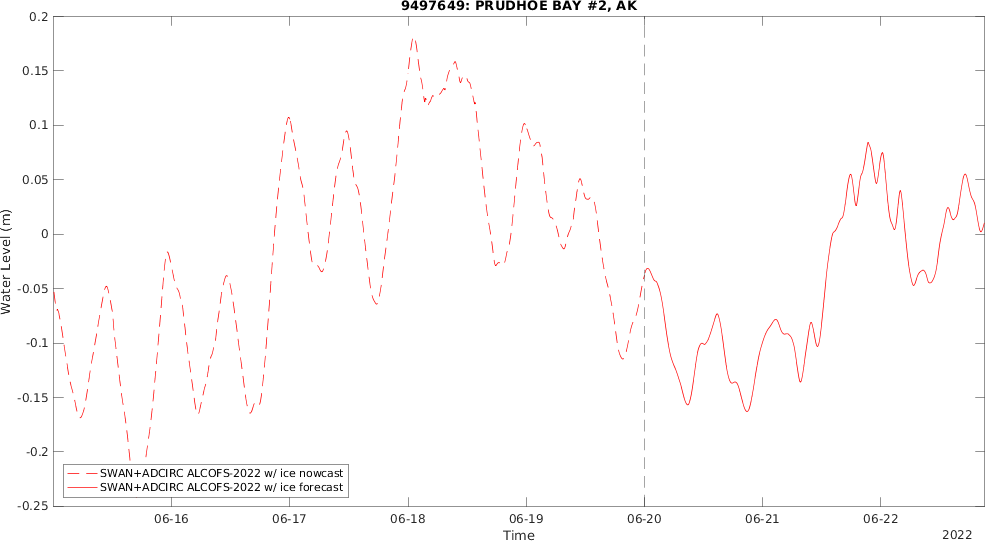 9497649: PRUDHOE BAY #2, AK
0.2
0.15
0.1
0.05
0
-0.05
-0.1
-0.15
-0.2
-0.25
Water Level (m)
SWAN+ADCIRC ALCOFS-2022 w/ ice nowcast
SWAN+ADCIRC ALCOFS-2022 w/ ice forecast
06-16 06-17 06-18 06-19 06-20 06-21 06-22
Time
2022